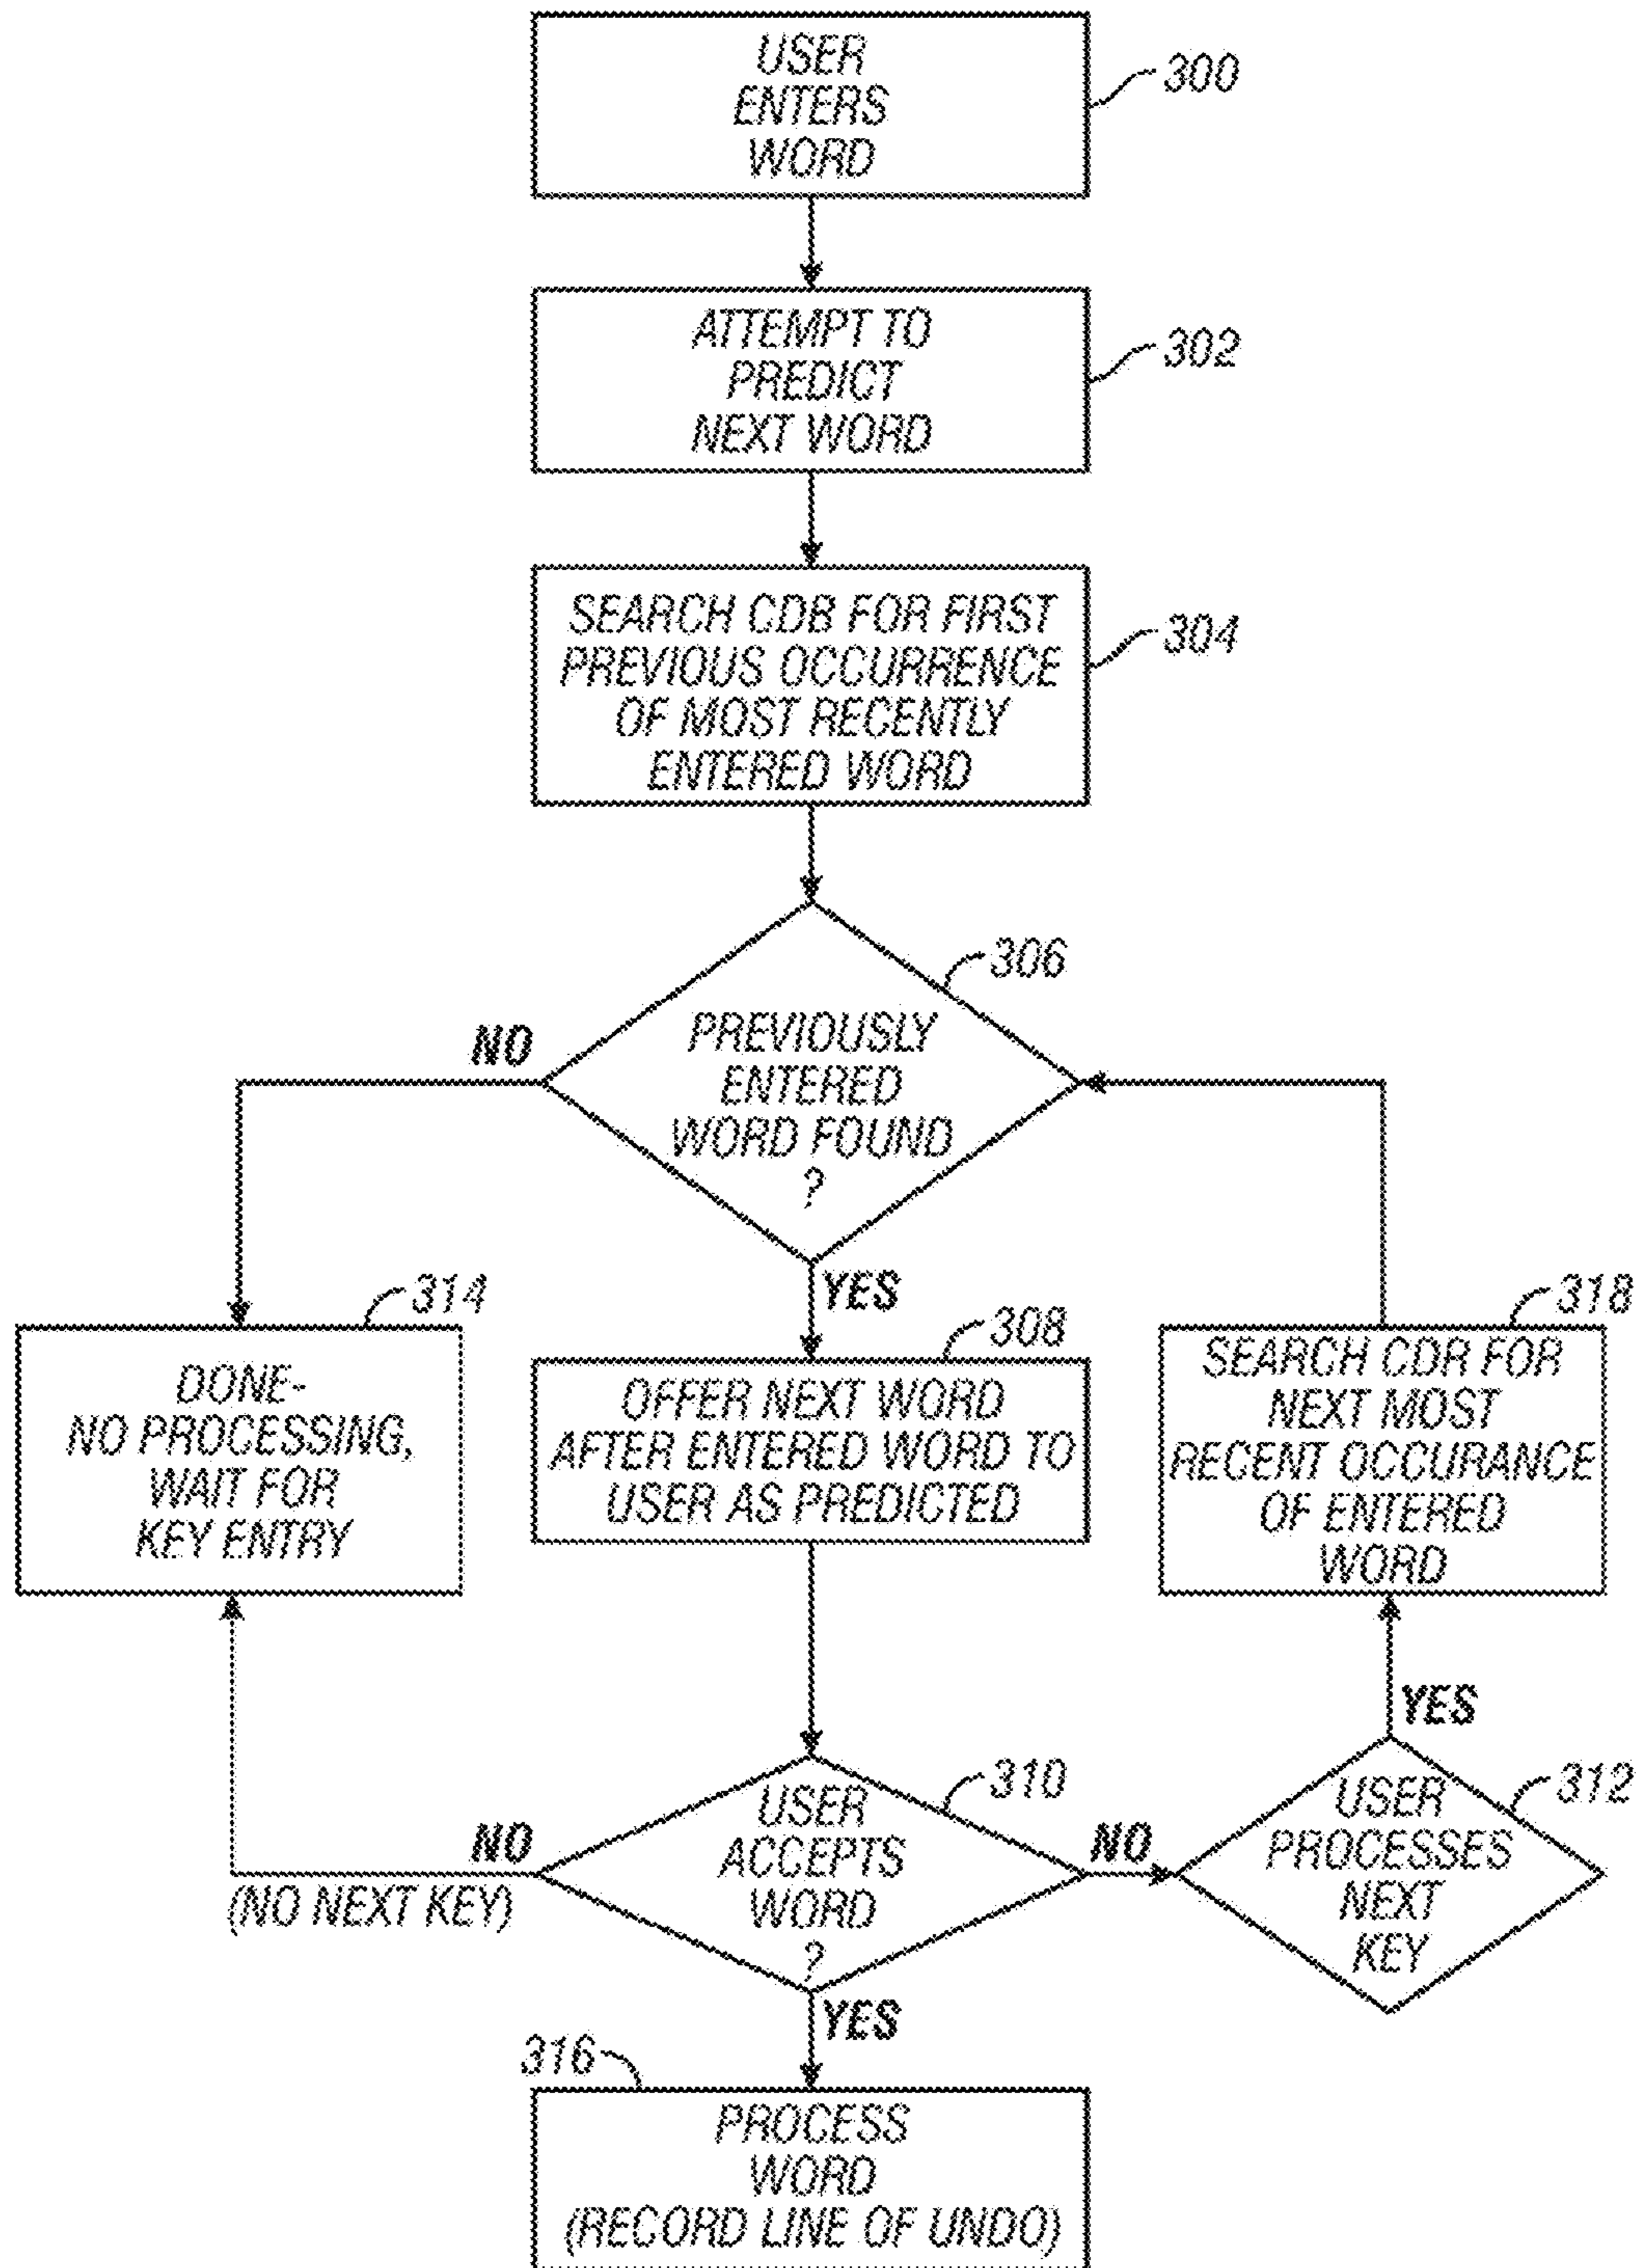 USER
ENTERS
WORD
300
ATTEMPT TO
PREDICT
NEXT WORD
302
SEARCH CDB FOR FIRST
PREVIOUS OCCURRENCE
OF MOST RECENTLY
ENTERED WORD
304
306
PREVIOUSLY
ENTERED
WORD FOUND
?
NO
YES
314
DONE-
NO PROCESSING,
WAIT FOR
KEY ENTRY
308
OFFER NEXT WORD
AFTER ENTERED WORD TO
USER AS PREDICTED
318
SEARCH CDR FOR
NEXT MOST
RECENT OCCURANCE
OF ENTERED
WORD
YES
310
USER
ACCEPTS
WORD
?
NO
(NO NEXT KEY)
NO
312
USER
PROCESSES
NEXT
KEY
YES
316
PROCESS
WORD
(RECORD LINE OF UNDO)